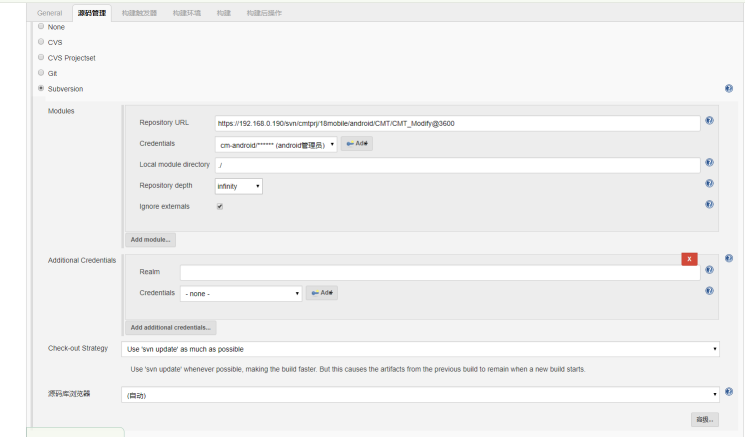 General 源码管理 构建触发器 构建环境 构建 构建后操作
None
CVS
CVS Projectset
Git
Subversion
Modules
Repository URL https://192.168.0.190/svn/cmtprj/18mobile/android/CMT/CMT_Modify@3600
Credentials cm-android/****** (android管理员) Add
Local module directory ./
Repository depth infinity
Ignore externals
Add module...
Additional Credentials X
Realm
Credentials - none - Add
Add additional credentials...
Check-out Strategy Use 'svn update' as much as possible
Use 'svn update' whenever possible, making the build faster. But this causes the artifacts from the previous build to remain when a new build starts.
源码库浏览器 (自动)
高级...